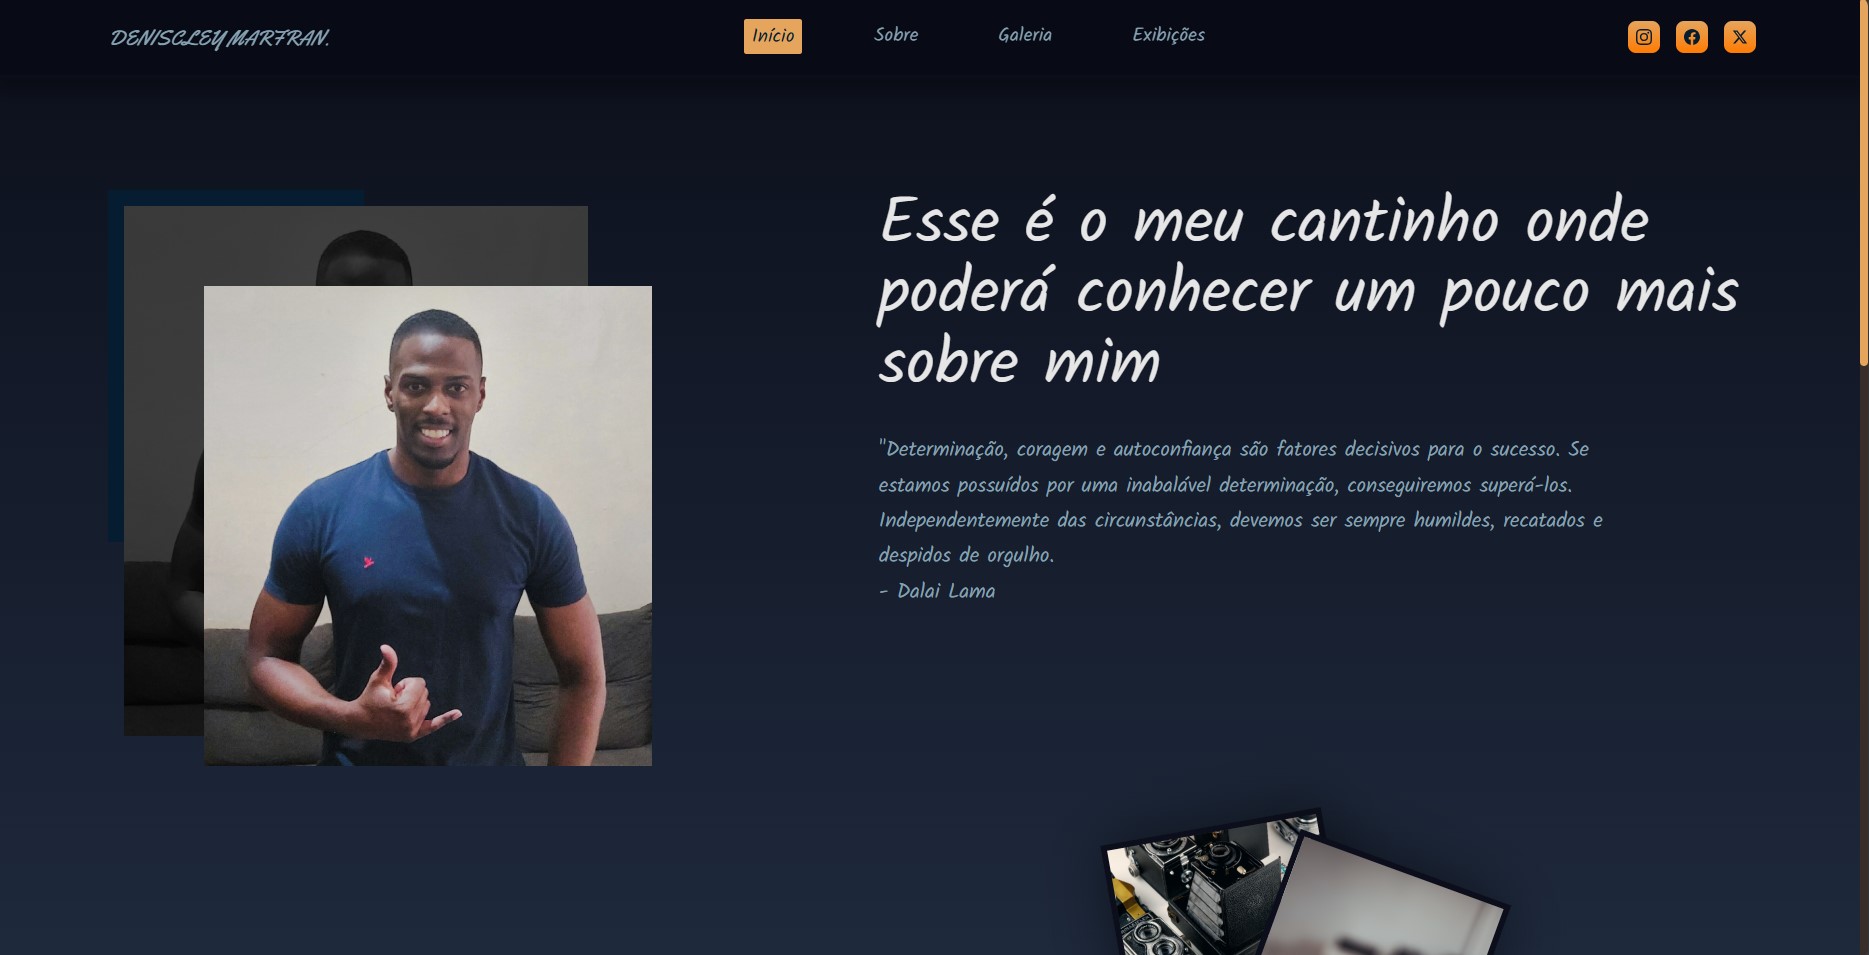 DENISCLEY MARFRAN.
Início
Sobre
Galeria
Exibições
Esse é o meu cantinho onde
poderá conhecer um pouco mais
sobre mim
"Determinação, coragem e autoconfiança são fatores decisivos para o sucesso. Se
estamos possuídos por uma inabalável determinação, conseguiremos superá-los.
Independentemente das circunstâncias, devemos ser sempre humildes, recatados e
despidos de orgulho.
- Dalai Lama